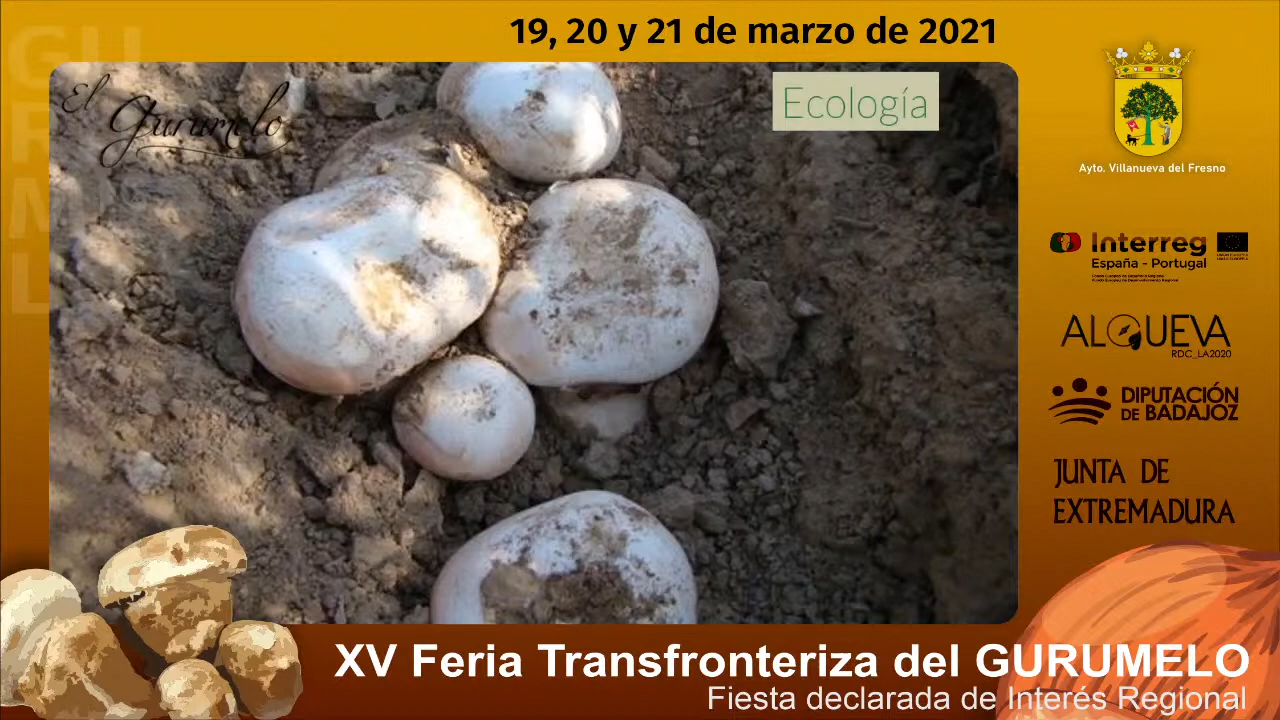 19, 20 y 21 de marzo de 2021
GU
R
M
L
El
Gurumelo
Ecología
Ayto. Villanueva del Fresno
Interreg
España - Portugal
ALQUEVA
RDC_LA2020
DIPUTACIÓN
DE BADAJOZ
JUNTA DE
EXTREMADURA
XV Feria Transfronteriza del GURUMELO
Fiesta declarada de Interés Regional